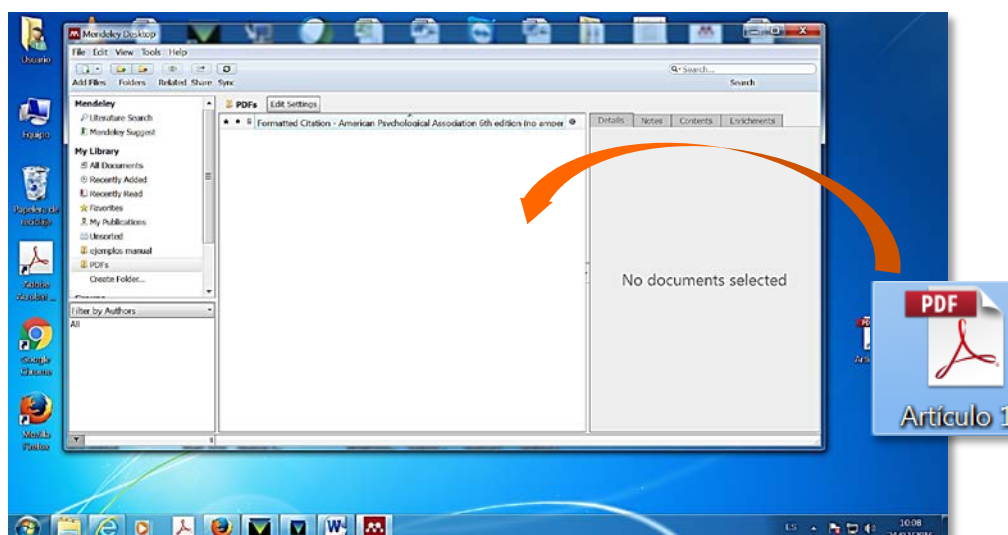 Usuario
Equipo
Papelera de reciclaje
Adobe
Acrobat ...
Google
Chrome
Mozilla
Firefox
Mendeley Desktop
File Edit View Tools Help
Add Files Folders Related Share Sync
Search...
Search
Mendeley
Literature Search
Mendeley Suggest
My Library
All Documents
Recently Added
Recently Read
Favorites
My Publications
Unsorted
ejemplos manual
PDFs
Create Folder...
Filter by Authors
All
PDFs Edit Settings
Formatted Citation - American Psychological Association 6th edition (no amper
Details Notes Contents Enrichments
No documents selected
PDF
Artículo 1
ES
10:08